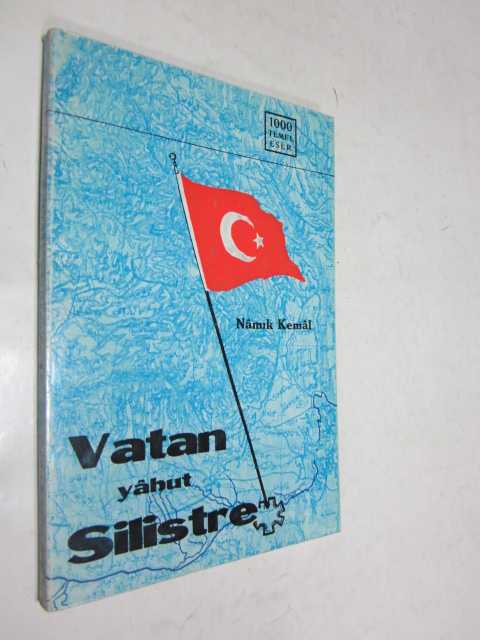 1000
TEMEL
ESER
Nâmık Kemâl
Vatan
yâhut
Silistre